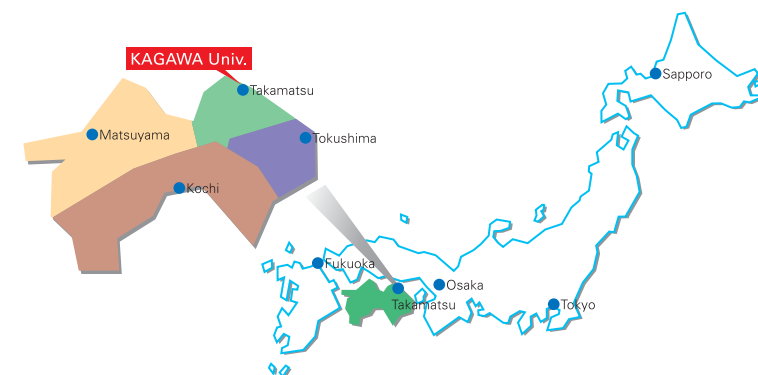 KAGAWA Univ.
Takamatsu
Matsuyama
Tokushima
Kochi
Sapporo
Fukuoka
Osaka
Takamatsu
Tokyo